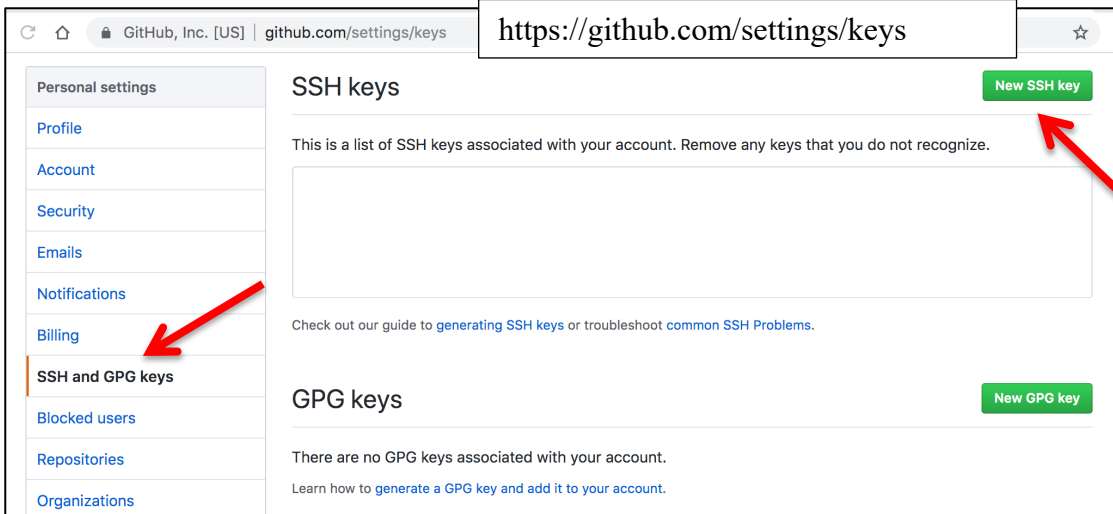 GitHub, Inc. [US] | github.com/settings/keys
https://github.com/settings/keys
Personal settings
Profile
Account
Security
Emails
Notifications
Billing
SSH and GPG keys
Blocked users
Repositories
Organizations
SSH keys
New SSH key
This is a list of SSH keys associated with your account. Remove any keys that you do not recognize.
Check out our guide to generating SSH keys or troubleshoot common SSH Problems.
GPG keys
New GPG key
There are no GPG keys associated with your account.
Learn how to generate a GPG key and add it to your account.